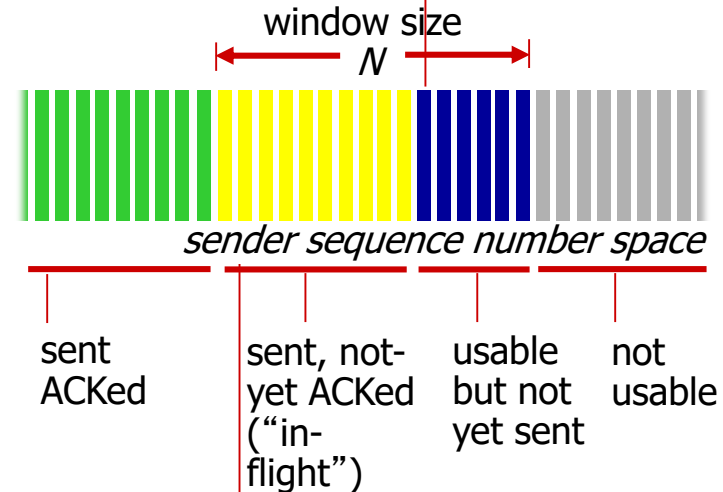 window size
N
sender sequence number space
sent
ACKed
sent, not-
yet ACKed
(“in-
flight”)
usable
but not
yet sent
not
usable